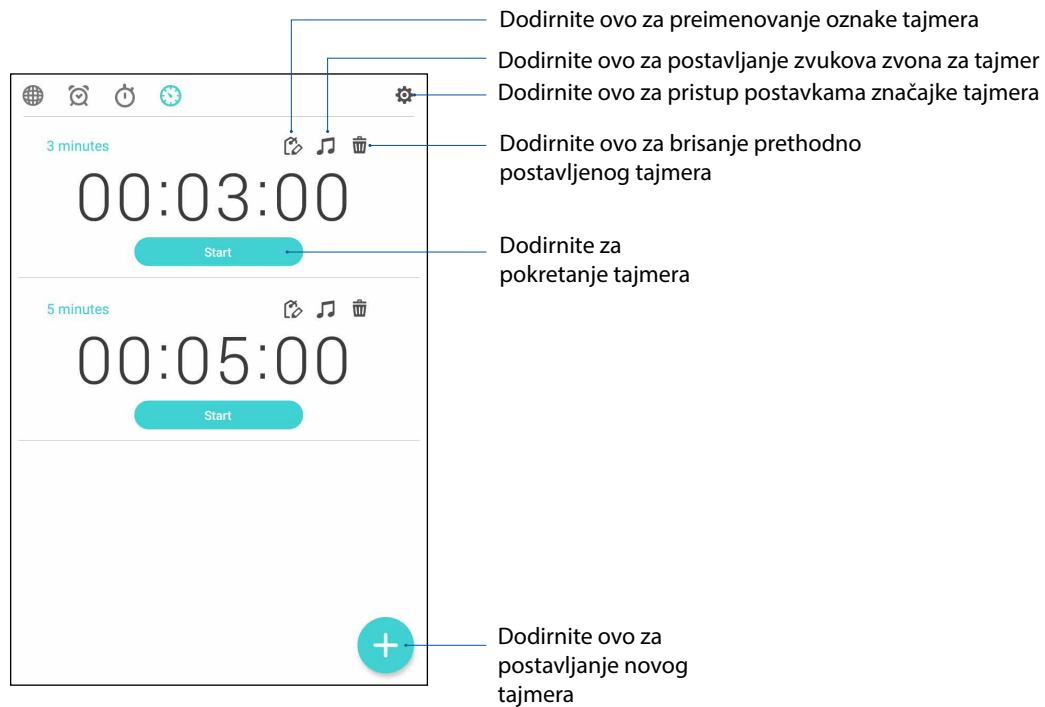 Dodirnite ovo za preimenovanje oznake tajmera
Dodirnite ovo za postavljanje zvukova zvona za tajmer
Dodirnite ovo za pristup postavkama značajke tajmera
3 minutes
Dodirnite ovo za brisanje prethodno
postavljenog tajmera
00:03:00
Start
Dodirnite za
pokretanje tajmera
5 minutes
00:05:00
Start
Dodirnite ovo za
postavljanje novog
tajmera